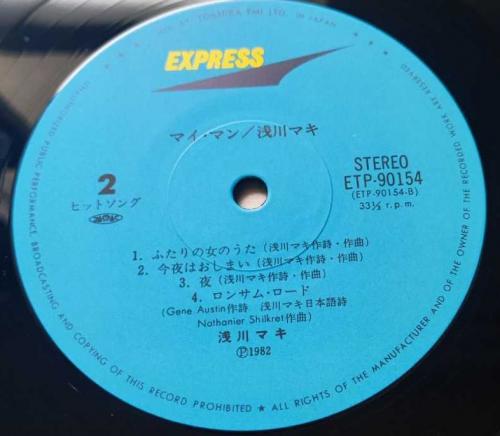 BY TOSHIBA EMI LTD. IN JAPAN
EXPRESS
マイ・マン／浅川マキ
2
ヒットソング
STEREO
ETP-90154
(ETP-90154-B)
33⅓ r.p.m.
1. ふたりの女のうた(浅川マキ作詩・作曲)
2. 今夜はおしまい(浅川マキ作詩・作曲)
3. 夜(浅川マキ作詩・作曲)
4. ロンサム・ロード
(Gene Austin作詩 浅川マキ日本語詩
Nathanier Shilkret作曲)
浅川マキ
Ⓟ1982
UNAUTHORIZED PUBLIC PERFORMANCE, BROADCASTING AND COPYING OF THIS RECORD PROHIBITED ★ ALL RIGHTS OF THE MANUFACTURER AND OF THE OWNER OF THE RECORDED WORK ARE RESERVED